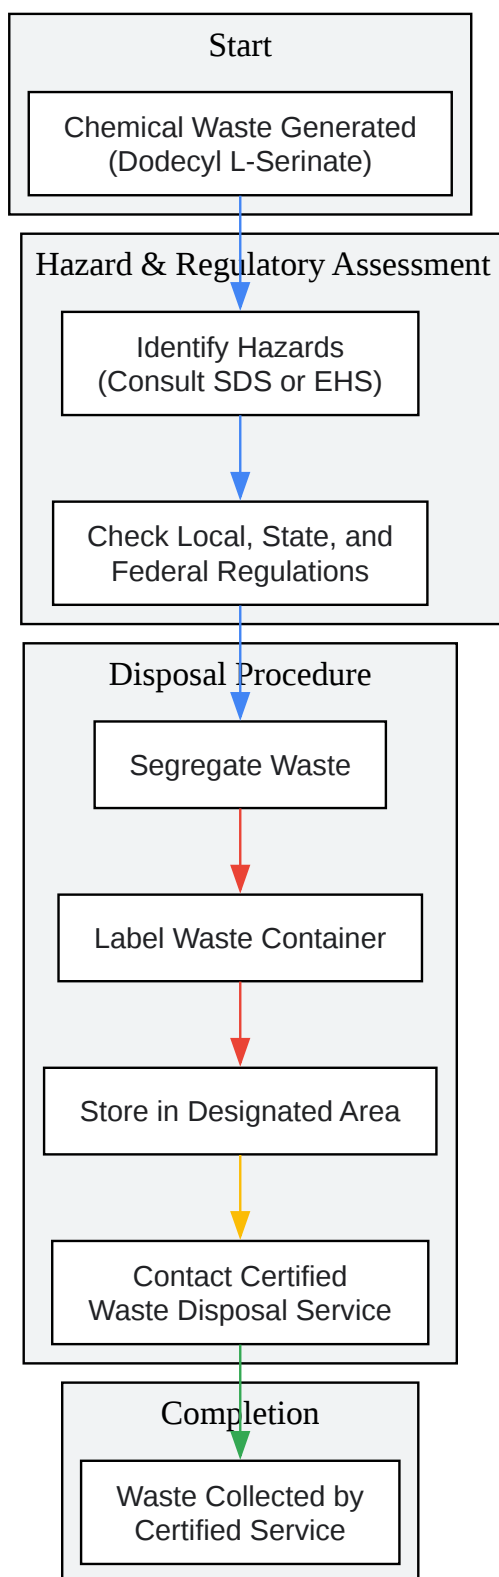 Start
Chemical Waste Generated
(Dodecyl L-Serinate)
Hazard & Regulatory Assessment
Identify Hazards
(Consult SDS or EHS)
Check Local, State, and
Federal Regulations
Disposal Procedure
Segregate Waste
Label Waste Container
Store in Designated Area
Contact Certified
Waste Disposal Service
Completion
Waste Collected by
Certified Service